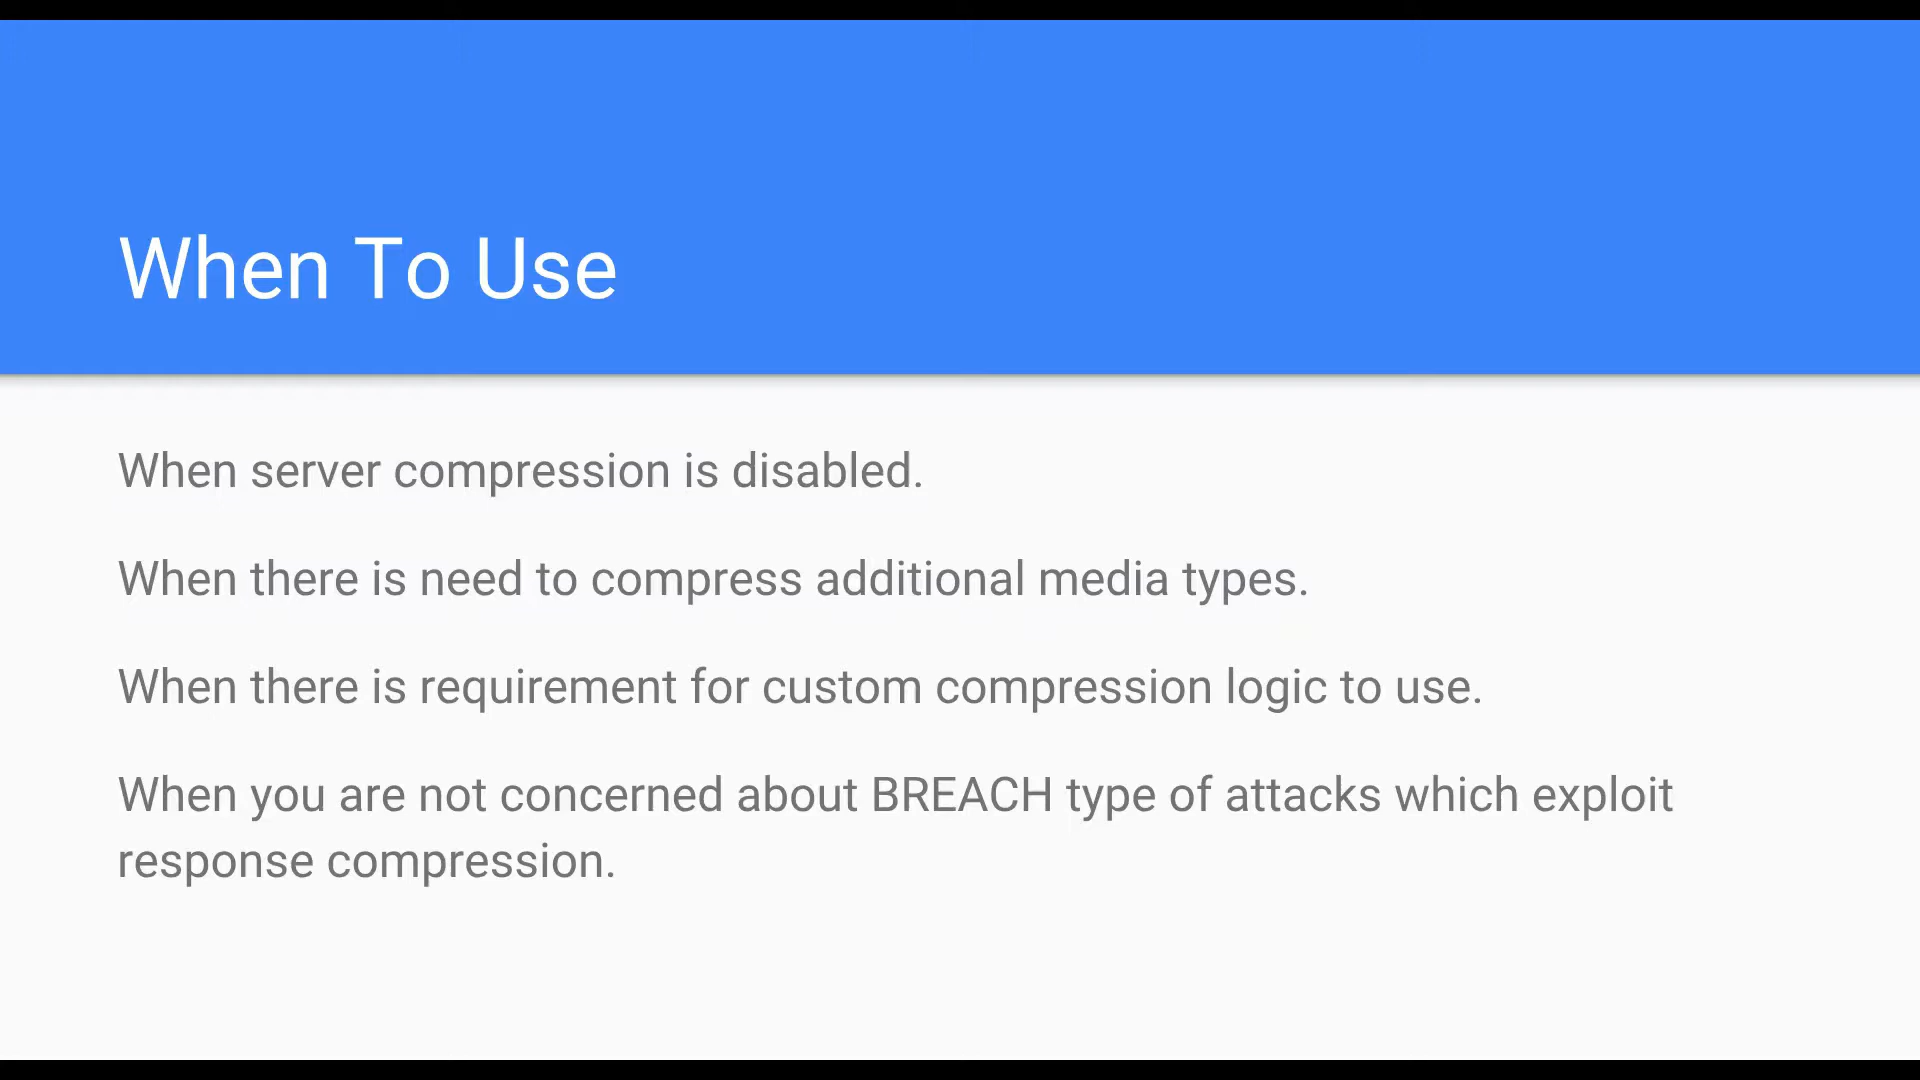 When To Use
When server compression is disabled.
When there is need to compress additional media types.
When there is requirement for custom compression logic to use.
When you are not concerned about BREACH type of attacks which exploit
response compression.